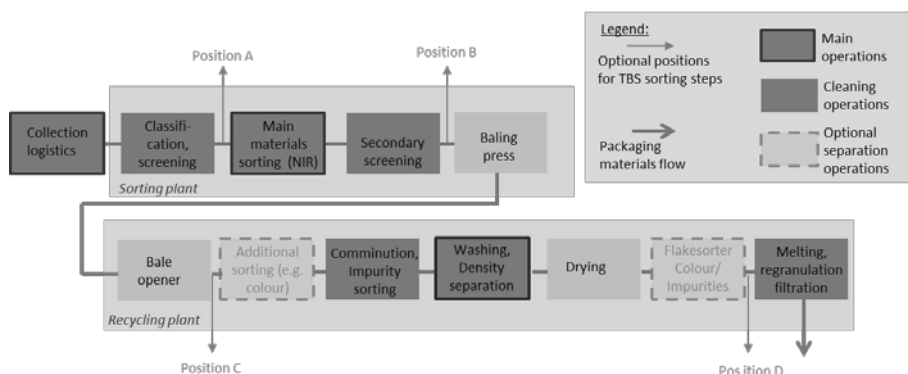 Position A
Position B
Legend:
Optional positions
for TBS sorting steps
Packaging
materials flow
Main
operations
Cleaning
operations
Optional
separation
operations
Collection
logistics
Classifi-
cation,
screening
Main
materials
sorting (NIR)
Secondary
screening
Baling
press
Sorting plant
Bale
opener
Additional
sorting (e.g.
colour)
Comminution,
Impurity
sorting
Washing,
Density
separation
Drying
Flakesorter
Colour/
Impurities
Melting,
regranulation
filtration
Recycling plant
Position C
Position D